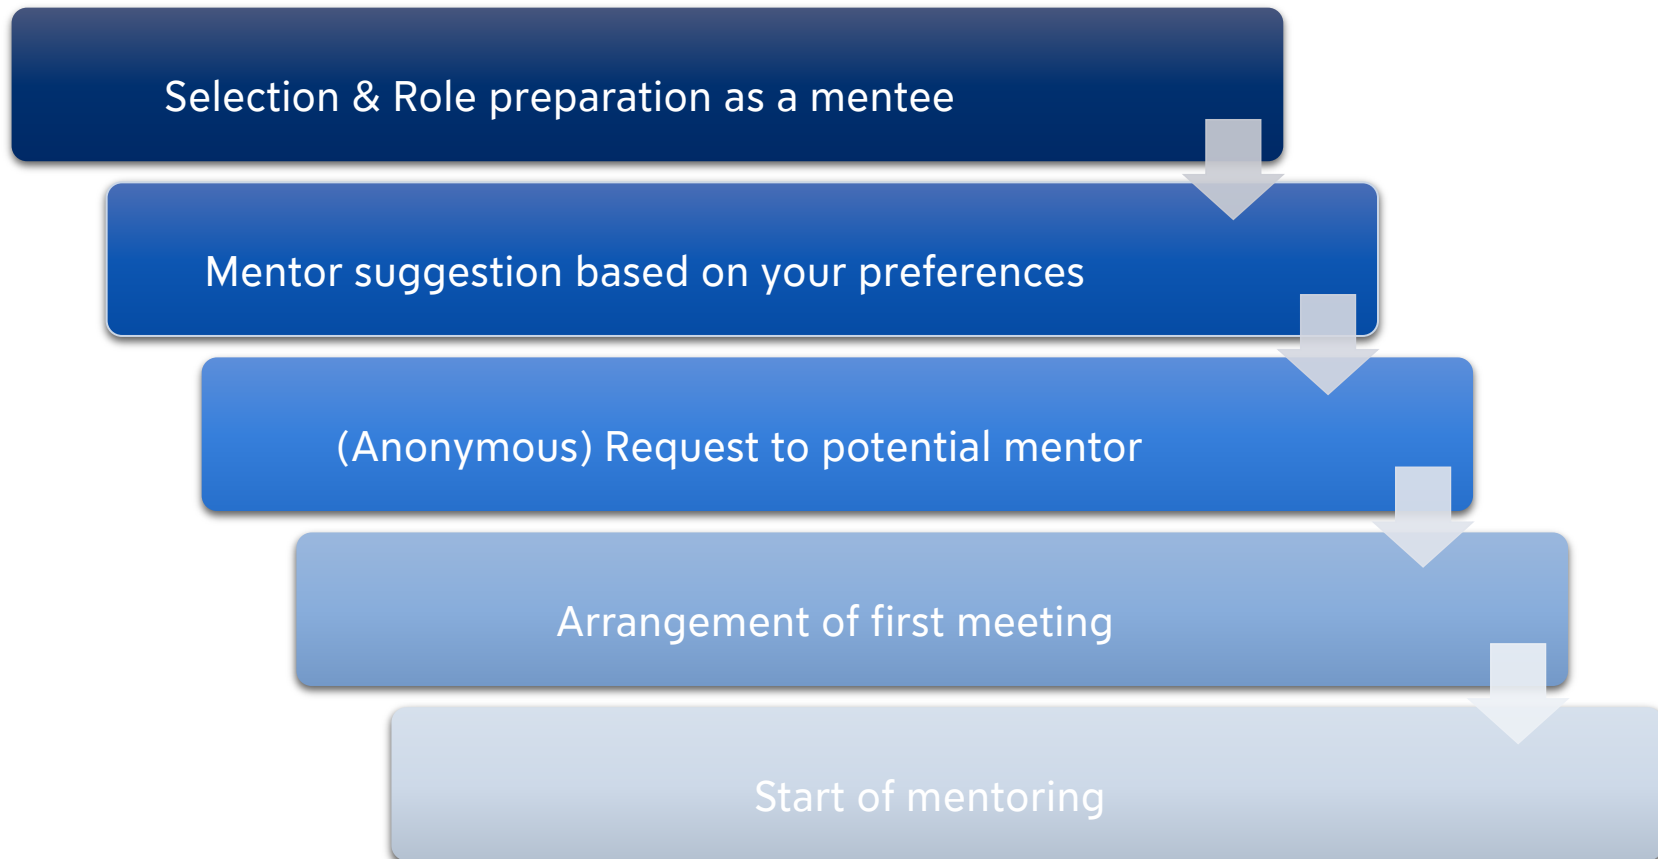 Selection & Role preparation as a mentee
Mentor suggestion based on your preferences
(Anonymous) Request to potential mentor
Arrangement of first meeting
Start of mentoring